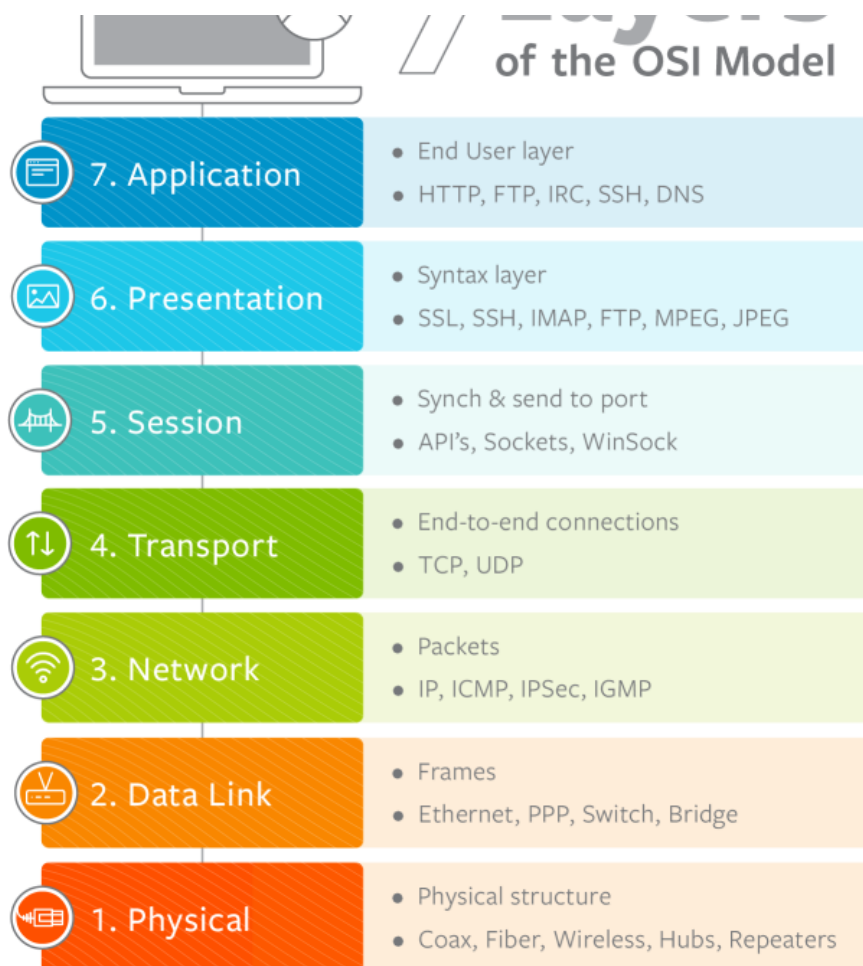 7 Layers
of the OSI Model
7. Application
• End User layer
• HTTP, FTP, IRC, SSH, DNS
6. Presentation
• Syntax layer
• SSL, SSH, IMAP, FTP, MPEG, JPEG
5. Session
• Synch & send to port
• API's, Sockets, WinSock
4. Transport
• End-to-end connections
• TCP, UDP
3. Network
• Packets
• IP, ICMP, IPSec, IGMP
2. Data Link
• Frames
• Ethernet, PPP, Switch, Bridge
1. Physical
• Physical structure
• Coax, Fiber, Wireless, Hubs, Repeaters